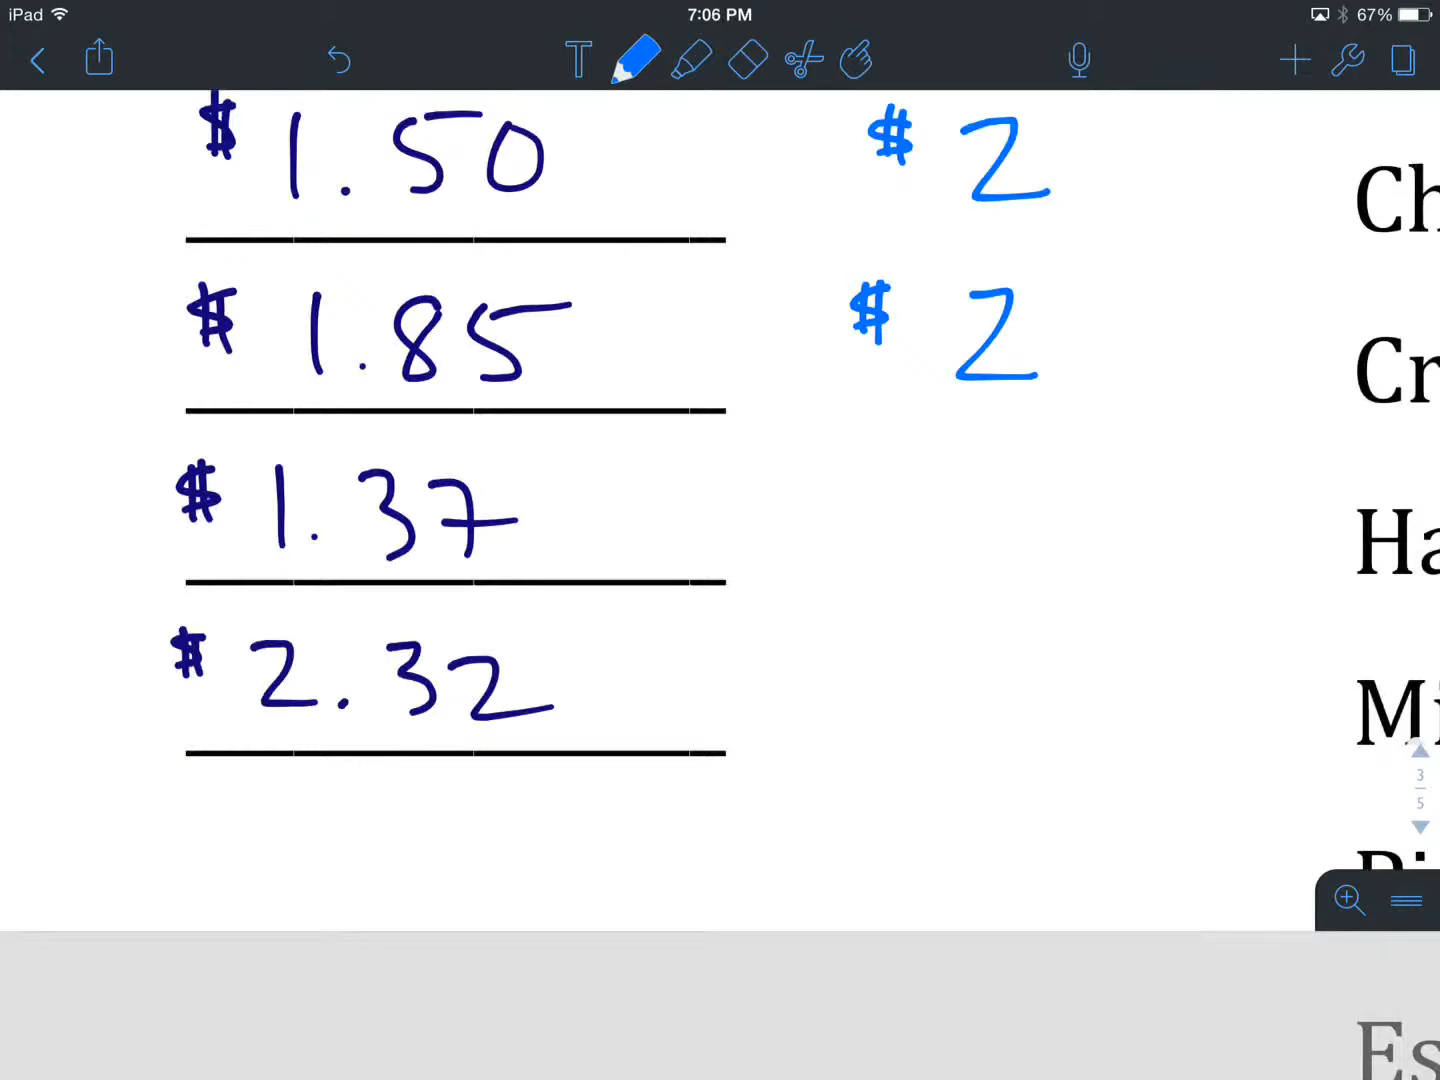 iPad 7:06 PM 67%
T
$ 1.50 $ 2
Ch
$ 1.85 $ 2
Cr
$ 1.37
Ha
$ 2.32
Mi
3
5
Es